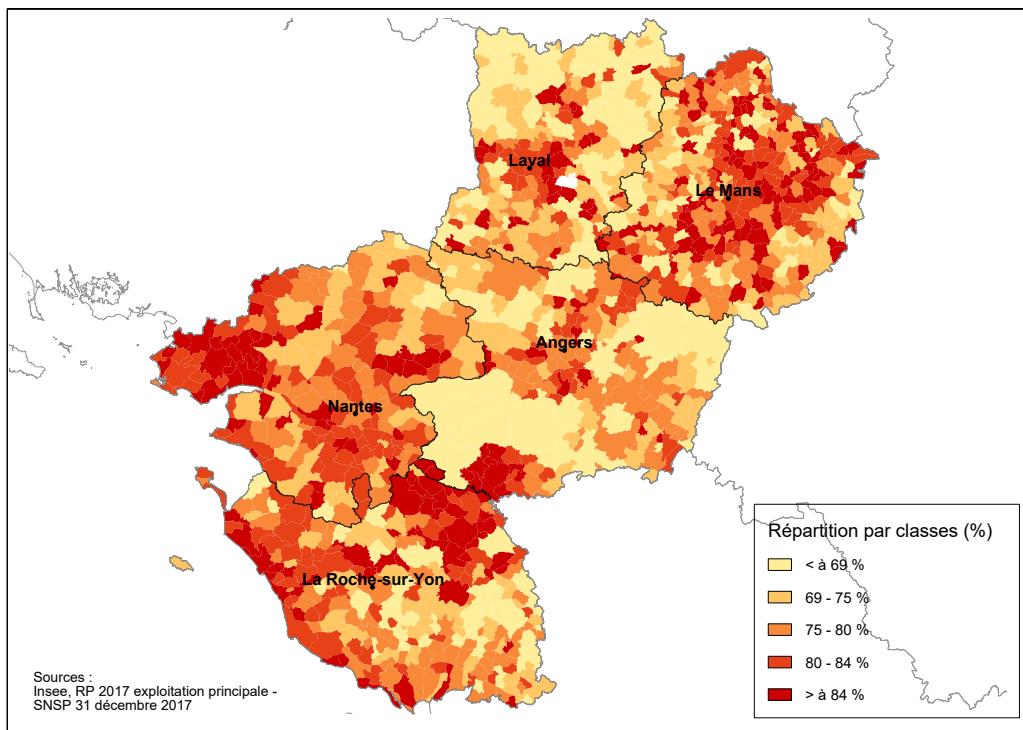 Laval
Le Mans
Angers
Nantes
La Roche-sur-Yon
Répartition par classes (%)
< à 69 %
69 - 75 %
75 - 80 %
80 - 84 %
> à 84 %
Sources :
Insee, RP 2017 exploitation principale -
SNSP 31 décembre 2017